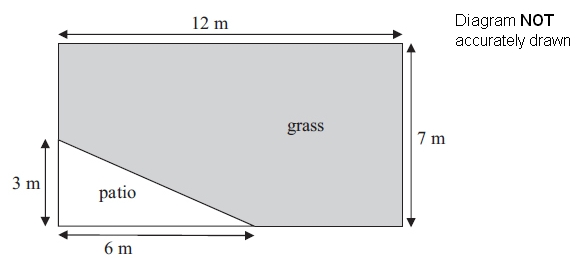 12 m
Diagram NOT
accurately drawn
grass
7 m
3 m
patio
6 m